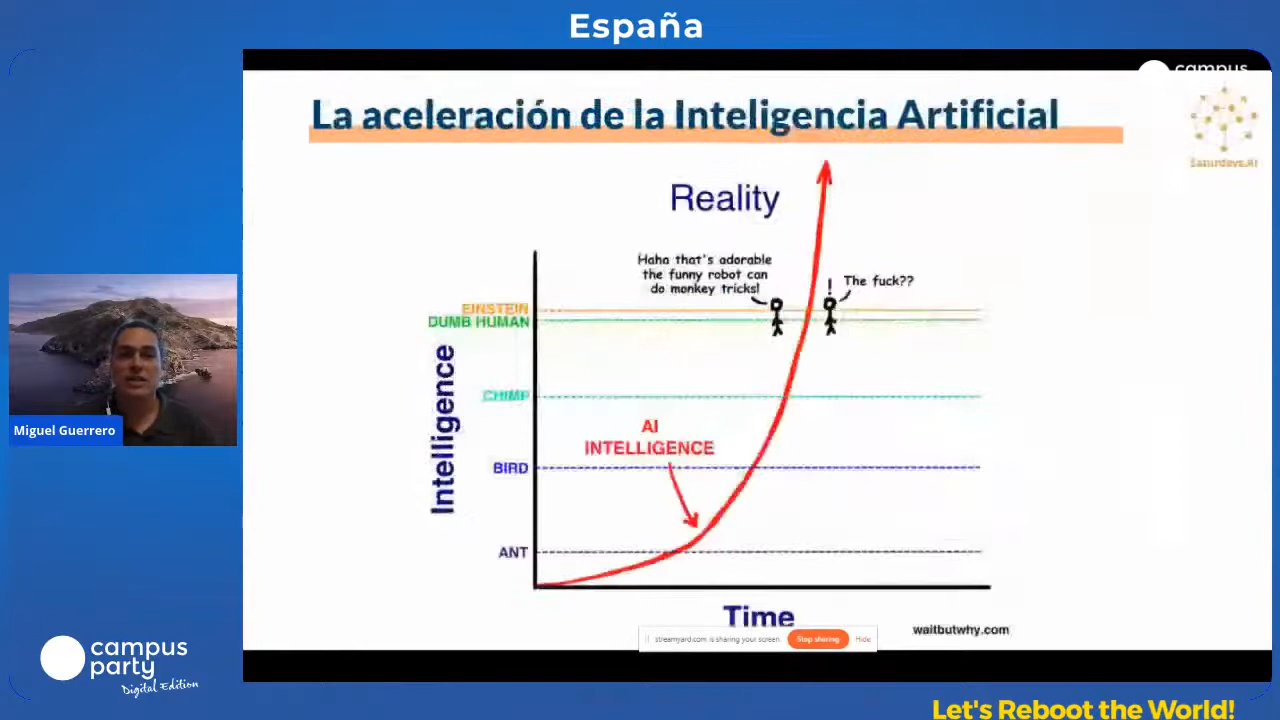 España
campus
La aceleración de la Inteligencia Artificial
Saturdays.AI
Reality
Haha that's adorable
the funny robot can
do monkey tricks!
!
The fuck??
EINSTEIN
DUMB HUMAN
CHIMP
AI
INTELLIGENCE
BIRD
ANT
Intelligence
Time
waitbutwhy.com
streamyard.com is sharing your screen.
Stop sharing
Hide
Miguel Guerrero
campus
party
Digital Edition
Let's Reboot the World!